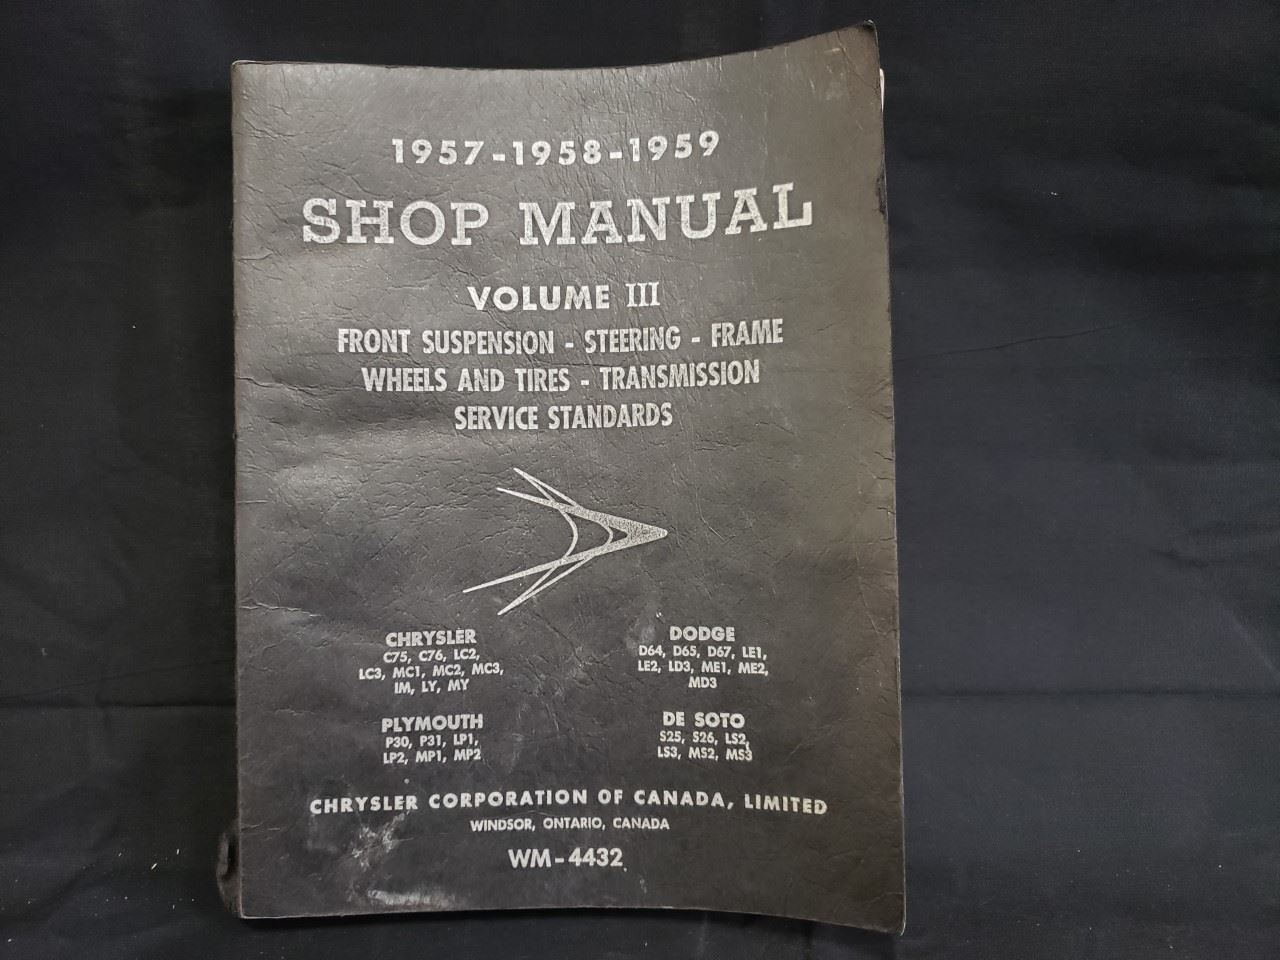 1957-1958-1959
SHOP MANUAL
VOLUME III
FRONT SUSPENSION - STEERING - FRAME
WHEELS AND TIRES - TRANSMISSION
SERVICE STANDARDS
CHRYSLER
C75, C76, LC2,
LC3, MC1, MC2, MC3,
IM, LY, MY
DODGE
D64, D65, D67, LE1,
LE2, LD3, ME1, ME2,
MD3
PLYMOUTH
P30, P31, LP1,
LP2, MP1, MP2
DE SOTO
S25, S26, LS2,
LS3, MS2, MS3
CHRYSLER CORPORATION OF CANADA, LIMITED
WINDSOR, ONTARIO, CANADA
WM-4432